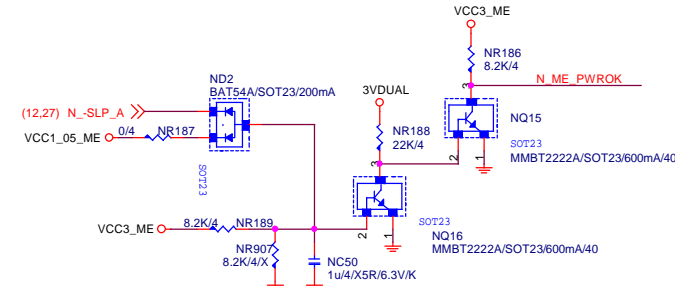 VCC3_ME
NR186
8.2K/4
N_ME_PWROK
3
ND2
BAT54A/SOT23/200mA
3VDUAL
(12,27) N_-SLP_A
NQ15
VCC1_05_ME
0/4
NR187
NR188
22K/4
2
1
SOT23
MMBT2222A/SOT23/600mA/40
3
SOT23
VCC3_ME
8.2K/4
NR189
SOT23
2
1
NQ16
MMBT2222A/SOT23/600mA/40
NR907
8.2K/4/X
NC50
1u/4/X5R/6.3V/K